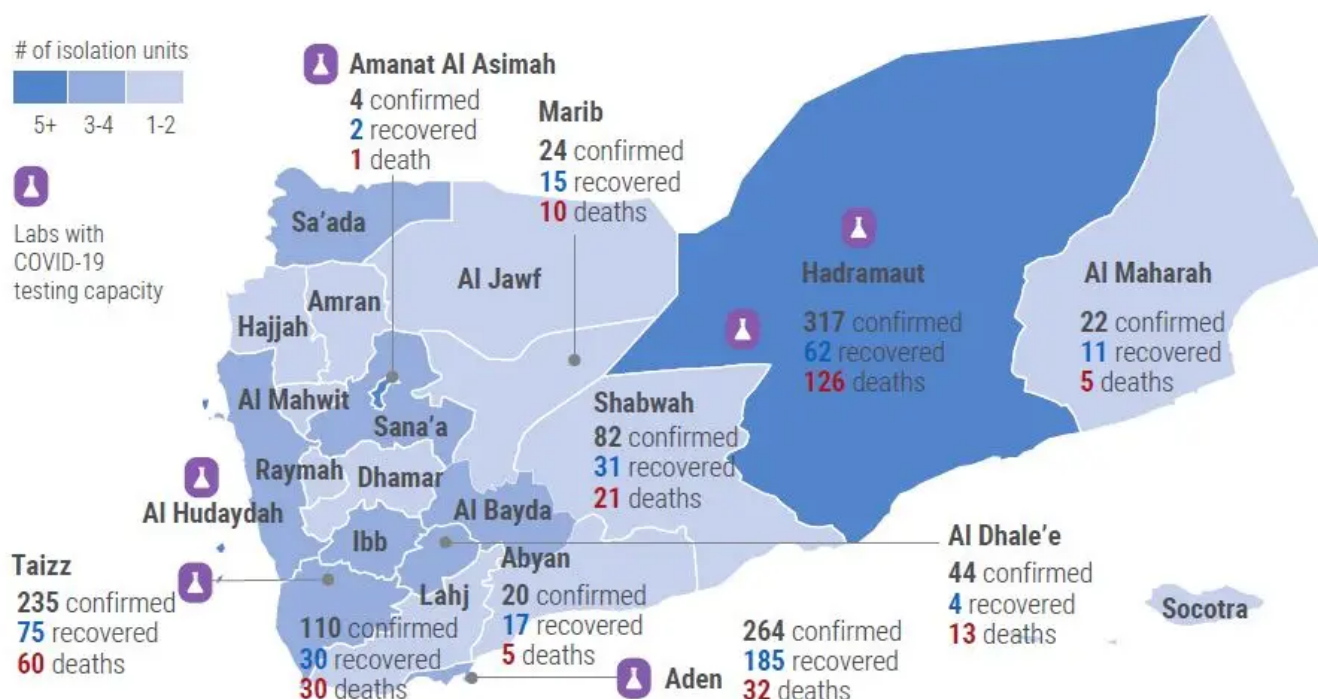 # of isolation units
5+ 3-4 1-2
Labs with
COVID-19
testing capacity
Amanat Al Asimah
4 confirmed
2 recovered
1 death
Marib
24 confirmed
15 recovered
10 deaths
Sa'ada
Al Jawf
Amran
Hajjah
Hadramaut
317 confirmed
62 recovered
126 deaths
Al Maharah
22 confirmed
11 recovered
5 deaths
Al Mahwit
Sana'a
Shabwah
82 confirmed
31 recovered
21 deaths
Raymah
Dhamar
Al Hudaydah
Al Bayda
Ibb
Al Dhale'e
44 confirmed
4 recovered
13 deaths
Taizz
235 confirmed
75 recovered
60 deaths
Lahj
110 confirmed
30 recovered
30 deaths
Abyan
20 confirmed
17 recovered
5 deaths
Aden
264 confirmed
185 recovered
32 deaths
Socotra